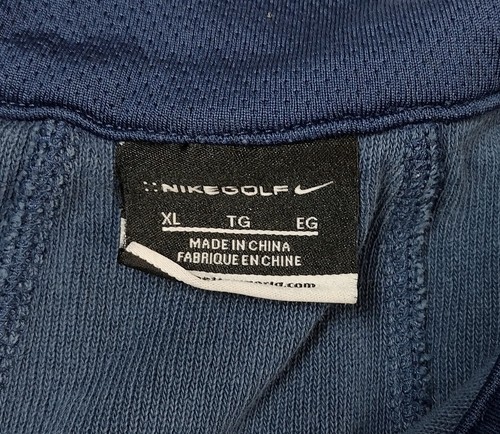 NIKEGOLF
XL TG EG
MADE IN CHINA
FABRIQUE EN CHINE